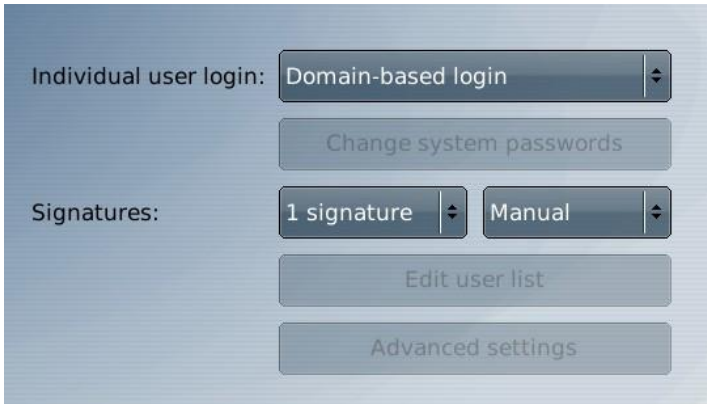 Individual user login: Domain-based login
Change system passwords
Signatures: 1 signature Manual
Edit user list
Advanced settings